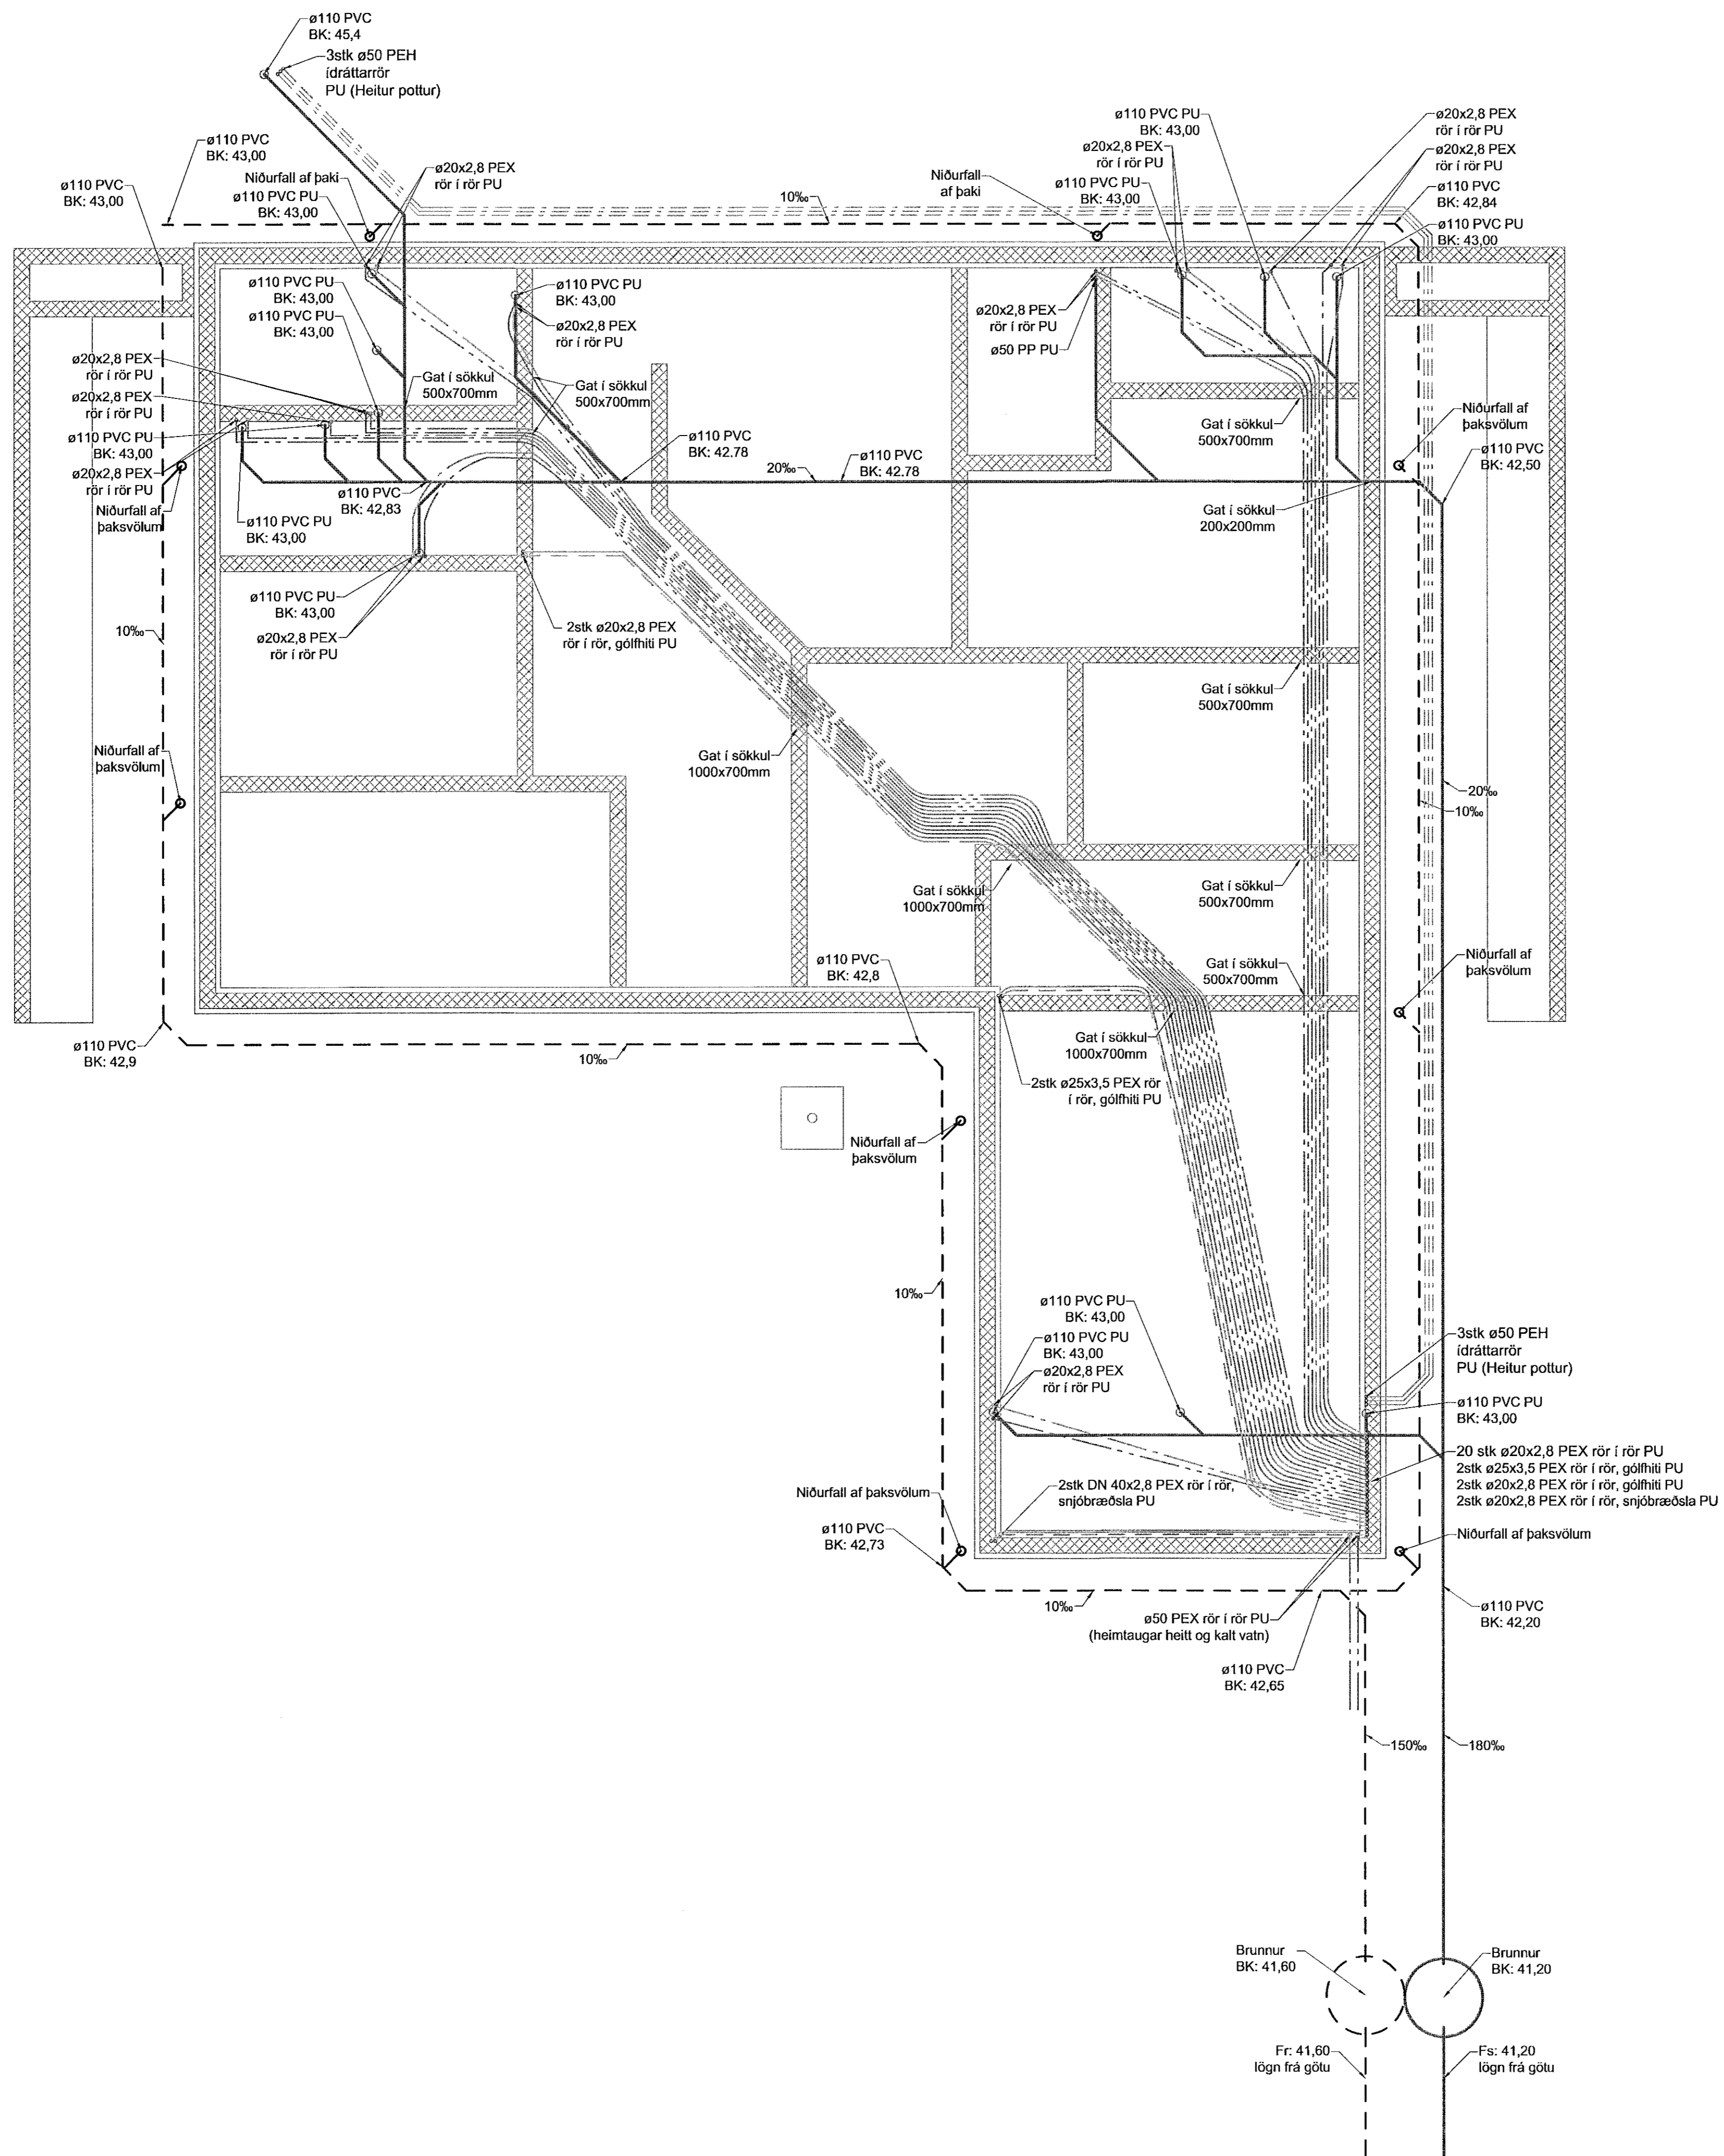 ø110 PVC
BK: 45,4
3stk ø50 PEH
ídráttarrör
PU (Heitur pottur)
ø110 PVC
BK: 43,00
ø110 PVC
BK: 43,00
Niðurfall af þaki
ø110 PVC PU
BK: 43,00
ø20x2,8 PEX
rör í rör PU
Niðurfall
af þaki
10‰
ø110 PVC PU
BK: 43,00
ø20x2,8 PEX
rör í rör PU
ø110 PVC PU
BK: 43,00
ø20x2,8 PEX
rör í rör PU
ø20x2,8 PEX
rör í rör PU
ø110 PVC
BK: 42,84
ø110 PVC PU
BK: 43,00
ø110 PVC PU
BK: 43,00
ø110 PVC PU
BK: 43,00
ø110 PVC PU
BK: 43,00
ø20x2,8 PEX
rör í rör PU
ø20x2,8 PEX
rör í rör PU
ø50 PP PU
ø20x2,8 PEX
rör í rör PU
ø20x2,8 PEX
rör í rör PU
ø110 PVC PU
BK: 43,00
ø20x2,8 PEX
rör í rör PU
Niðurfall af
þaksvölum
Gat í sökkul
500x700mm
Gat í sökkul
500x700mm
ø110 PVC
BK: 42.78
20‰
ø110 PVC
BK: 42.78
Gat í sökkul
500x700mm
Niðurfall af
þaksvölum
ø110 PVC
BK: 42,50
Gat í sökkul
200x200mm
ø110 PVC
BK: 42,83
ø110 PVC PU
BK: 43,00
ø110 PVC PU
BK: 43,00
ø20x2,8 PEX
rör í rör PU
2stk ø20x2,8 PEX
rör í rör, gólfhiti PU
10‰
Gat í sökkul
500x700mm
Niðurfall af
þaksvölum
Gat í sökkul
1000x700mm
20‰
10‰
Gat í sökkul
1000x700mm
Gat í sökkul
500x700mm
ø110 PVC
BK: 42,8
Gat í sökkul
500x700mm
Niðurfall af
þaksvölum
ø110 PVC
BK: 42,9
10‰
Gat í sökkul
1000x700mm
2stk ø25x3,5 PEX rör
í rör, gólfhiti PU
Niðurfall af
þaksvölum
10‰
ø110 PVC PU
BK: 43,00
ø110 PVC PU
BK: 43,00
ø20x2,8 PEX
rör í rör PU
3stk ø50 PEH
ídráttarrör
PU (Heitur pottur)
ø110 PVC PU
BK: 43,00
20 stk ø20x2,8 PEX rör í rör PU
2stk ø25x3,5 PEX rör í rör, gólfhiti PU
2stk ø20x2,8 PEX rör í rör, gólfhiti PU
2stk ø20x2,8 PEX rör í rör, snjóbræðsla PU
2stk DN 40x2,8 PEX rör í rör,
snjóbræðsla PU
Niðurfall af þaksvölum
ø110 PVC
BK: 42,73
Niðurfall af þaksvölum
10‰
ø50 PEX rör í rör PU
(heimtaugar heitt og kalt vatn)
ø110 PVC
BK: 42,20
ø110 PVC
BK: 42,65
150‰
180‰
Brunnur
BK: 41,60
Brunnur
BK: 41,20
Fr: 41,60
lögn frá götu
Fs: 41,20
lögn frá götu